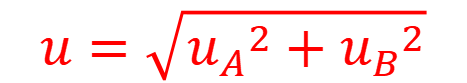 u = √(u_A² + u_B²)